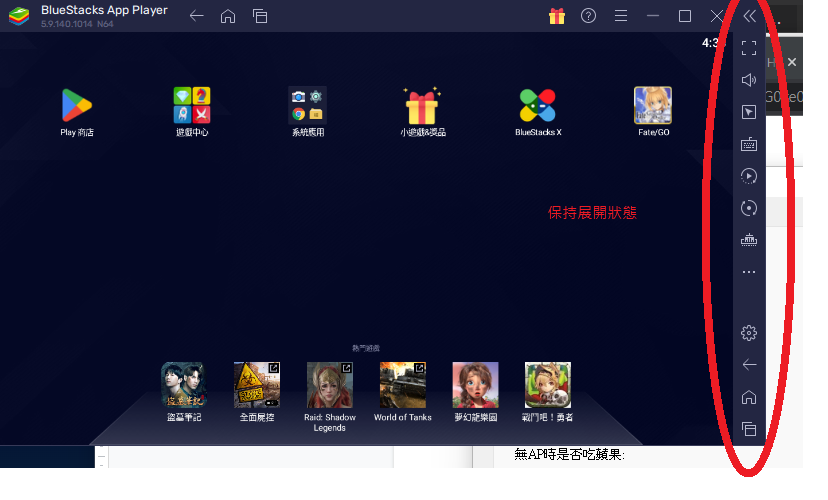 BlueStacks App Player
5.9.140.1014 N64
4:3
Play 商店
遊戲中心
系統應用
小遊戲&獎品
BlueStacks X
Fate/GO
保持展開狀態
熱門遊戲
盜墓筆記
全面屍控
Raid: Shadow
Legends
World of Tanks
夢幻龍樂園
戰鬥吧！勇者
無AP時是否吃蘋果: